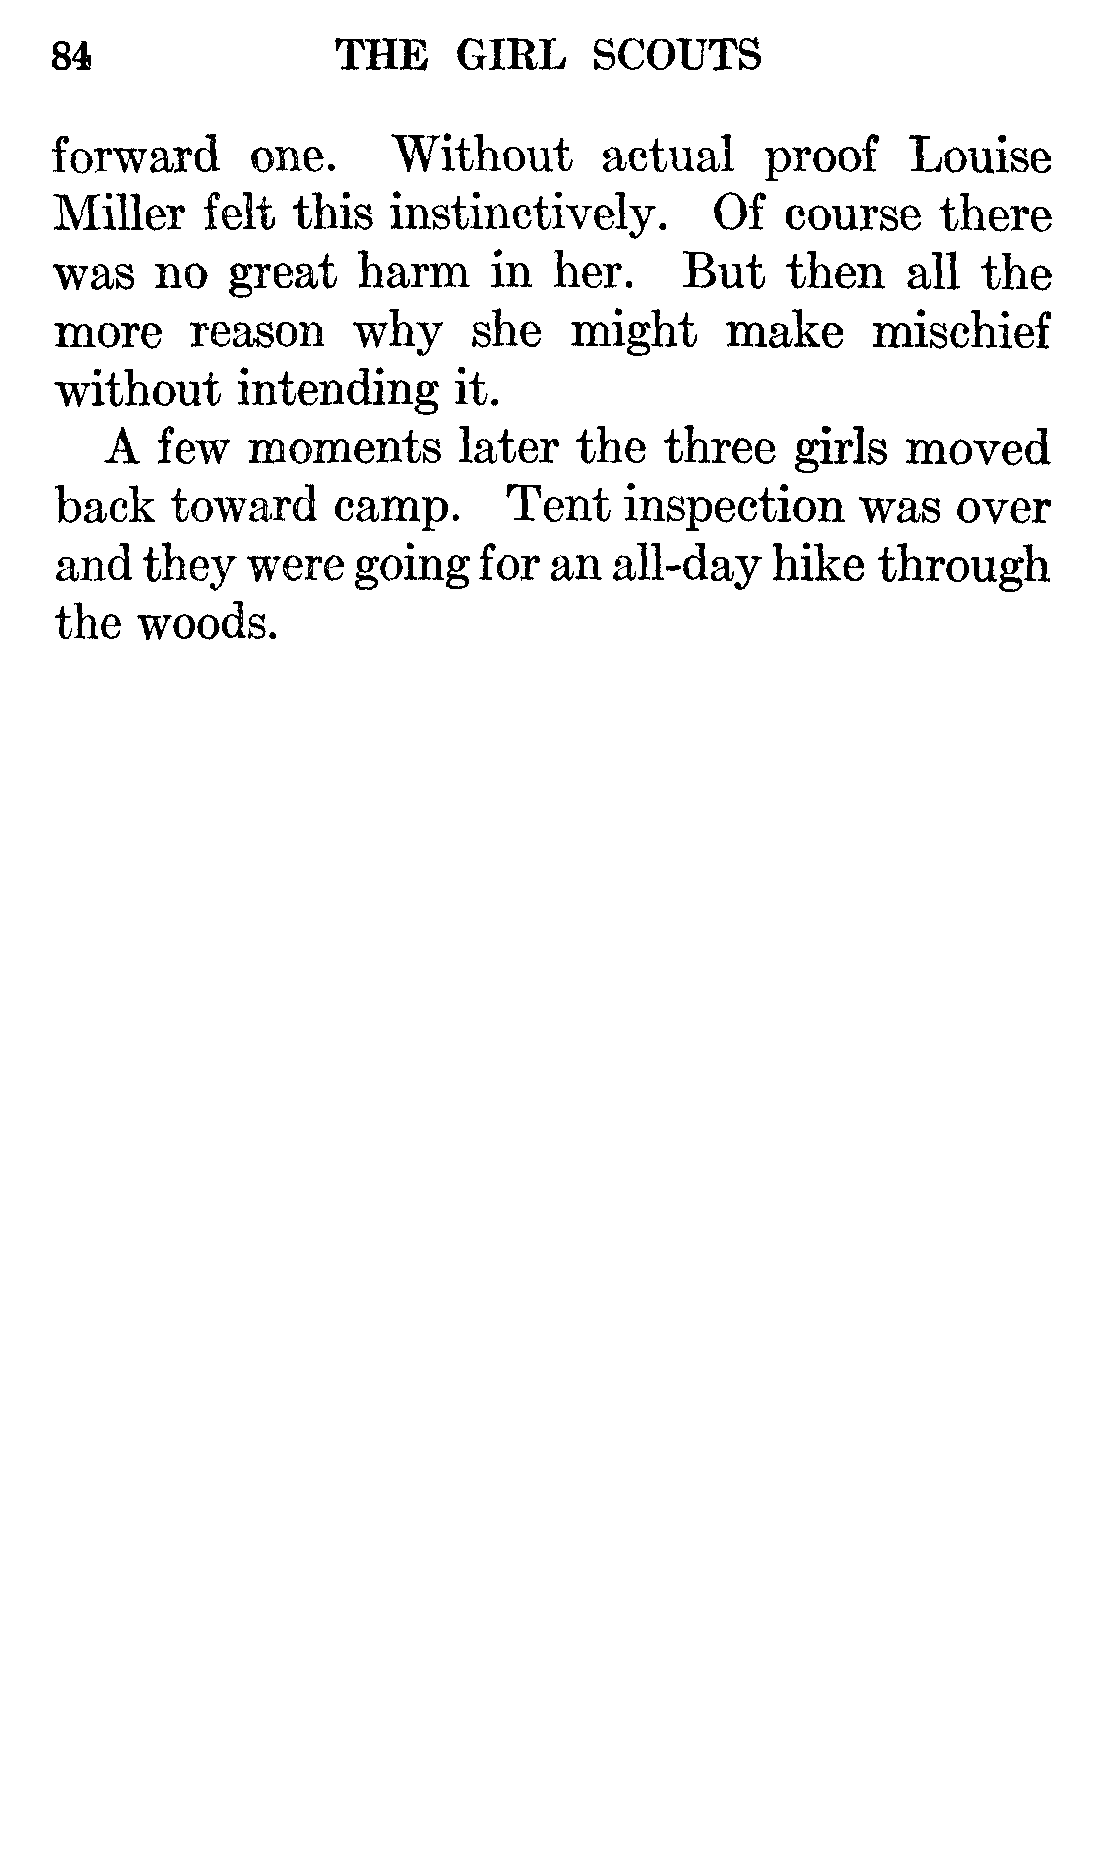 84 THE GIRL SCOUTS
forward one. Without actual proof Louise
Miller felt this instinctively. Of course there
was no great harm in her. But then all the
more reason why she might make mischief
without intending it.
A few moments later the three girls moved
back toward camp. Tent inspection was over
and they were going for an all-day hike through
the woods.